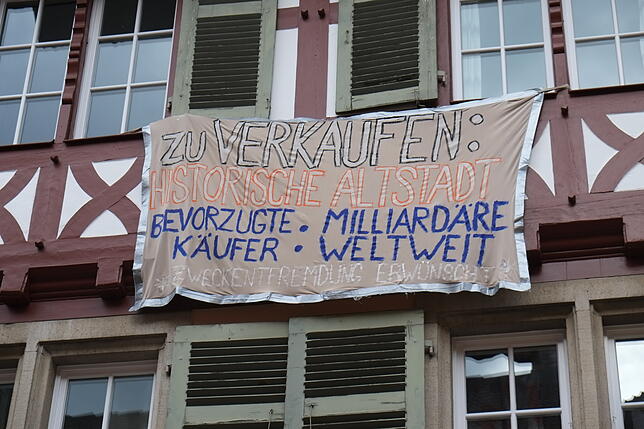 ZU VERKAUFEN:
HISTORISCHE ALTSTADT
BEVORZUGTE • MILLIARDÄRE
KÄUFER • WELTWEIT
*ZWECKENTFREMDUNG ERWÜNSCHT*